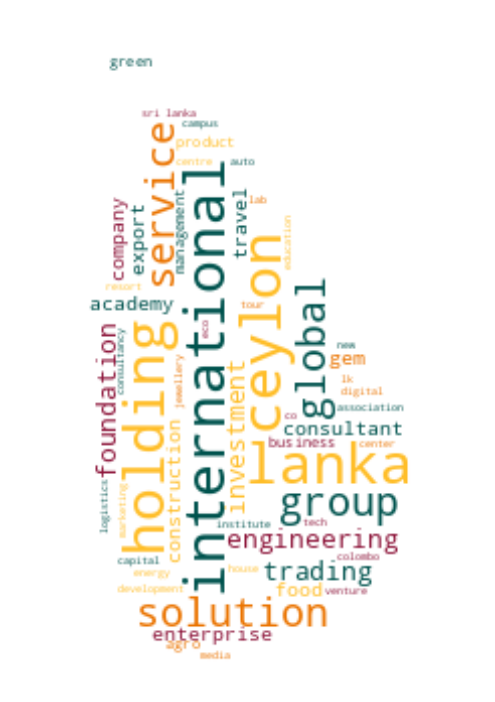 green
sri lanka
campus
service
product
centre
auto
international
management
travel
lab
company
export
education
ceylon
resort
academy
global
tour
holding
eco
foundation
consultancy
new
gem
jewellery
investment
lk
digital
association
co
consultant
construction
business
center
lanka
logistics
marketing
group
institute
tech
engineering
capital
colombo
energy
house
trading
development
food
venture
solution
enterprise
agro
media